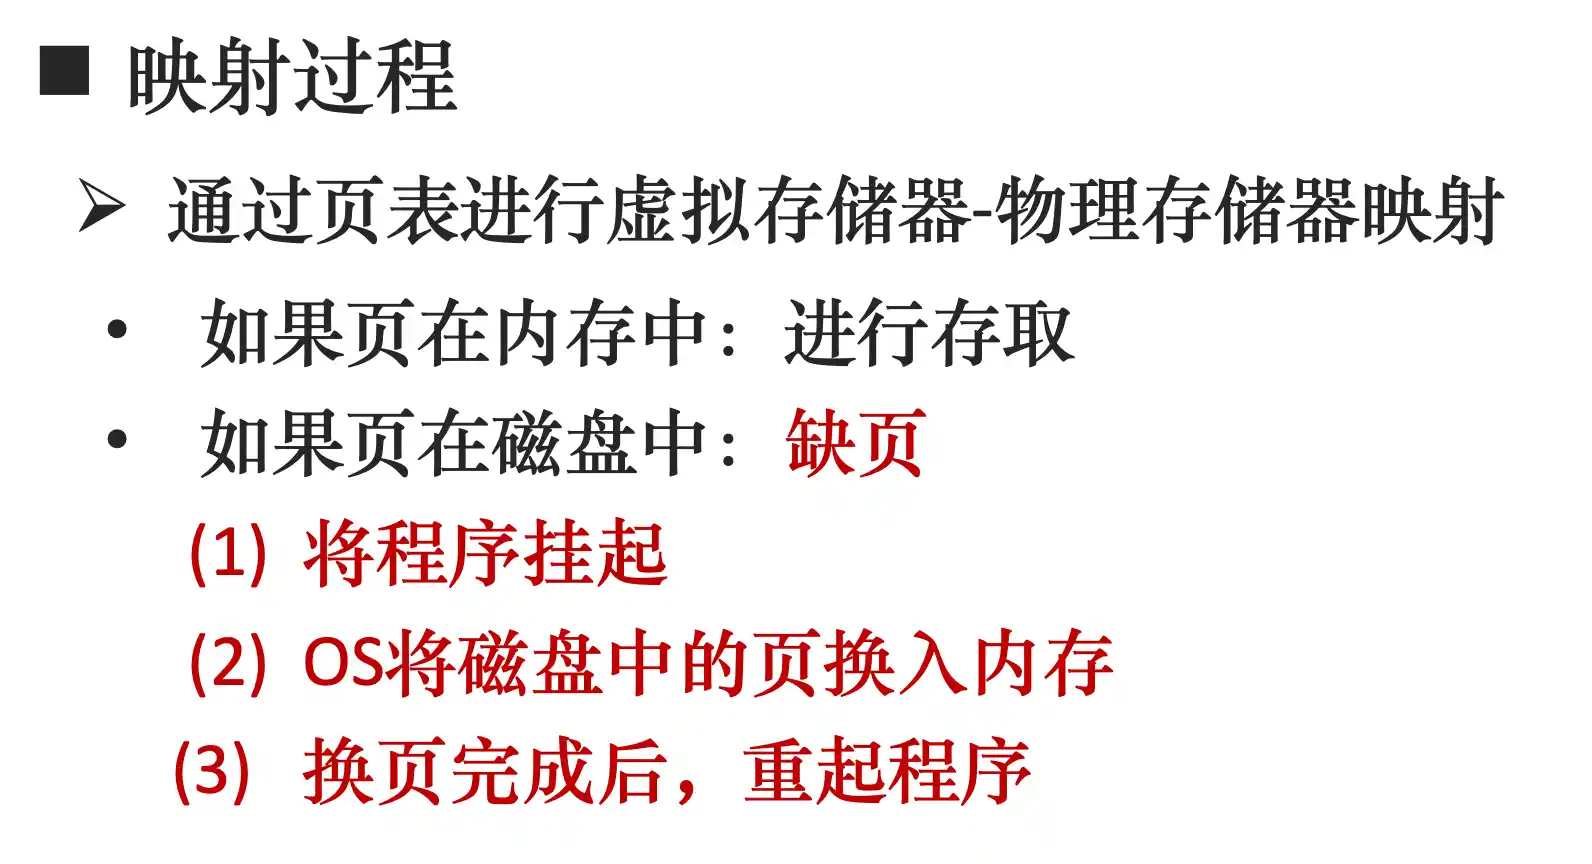 ■ 映射过程
➢ 通过页表进行虚拟存储器-物理存储器映射
• 如果页在内存中：进行存取
• 如果页在磁盘中：缺页
(1) 将程序挂起
(2) OS将磁盘中的页换入内存
(3) 换页完成后，重起程序